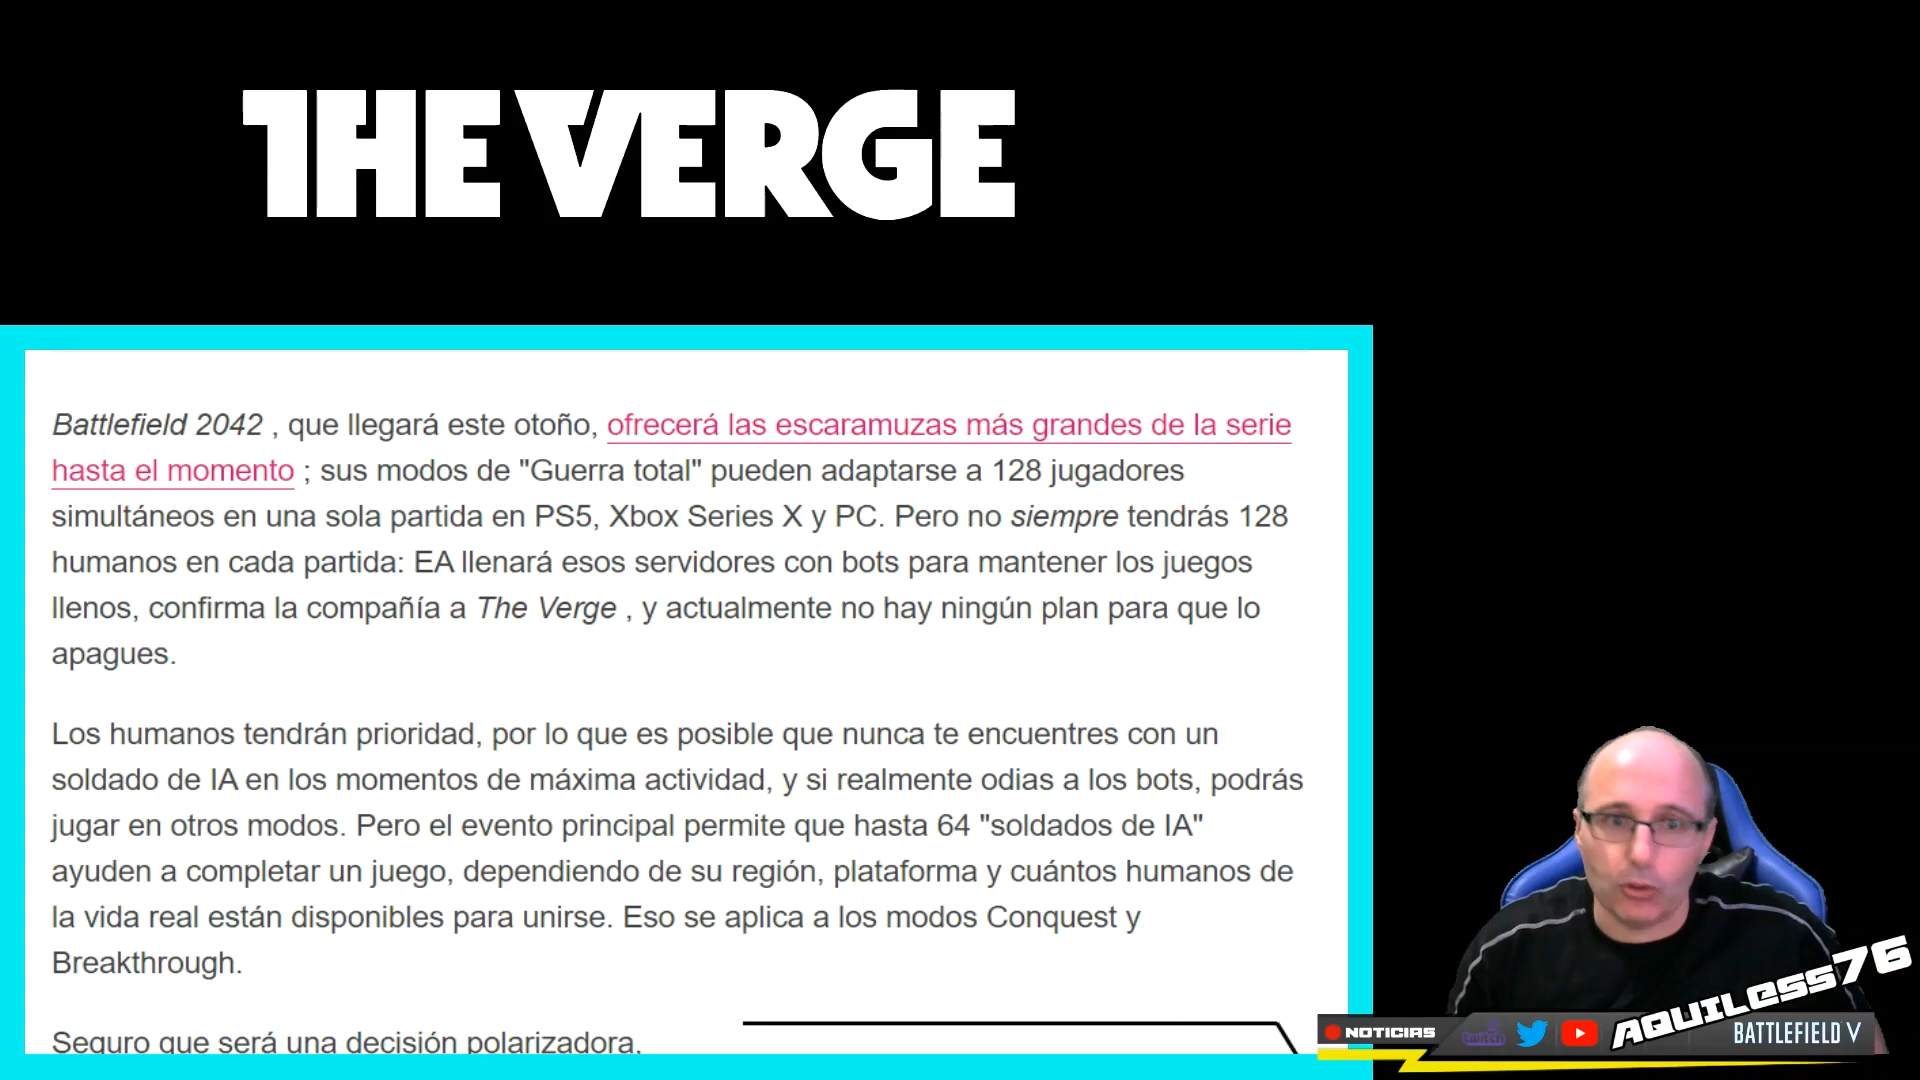 THE VERGE
Battlefield 2042 , que llegará este otoño, ofrecerá las escaramuzas más grandes de la serie
hasta el momento ; sus modos de "Guerra total" pueden adaptarse a 128 jugadores
simultáneos en una sola partida en PS5, Xbox Series X y PC. Pero no siempre tendrás 128
humanos en cada partida: EA llenará esos servidores con bots para mantener los juegos
llenos, confirma la compañía a The Verge , y actualmente no hay ningún plan para que lo
apagues.
Los humanos tendrán prioridad, por lo que es posible que nunca te encuentres con un
soldado de IA en los momentos de máxima actividad, y si realmente odias a los bots, podrás
jugar en otros modos. Pero el evento principal permite que hasta 64 "soldados de IA"
ayuden a completar un juego, dependiendo de su región, plataforma y cuántos humanos de
la vida real están disponibles para unirse. Eso se aplica a los modos Conquest y
Breakthrough.
Seguro que será una decisión polarizadora.
NOTICIAS
twitch
AQUILESS76
BATTLEFIELD V